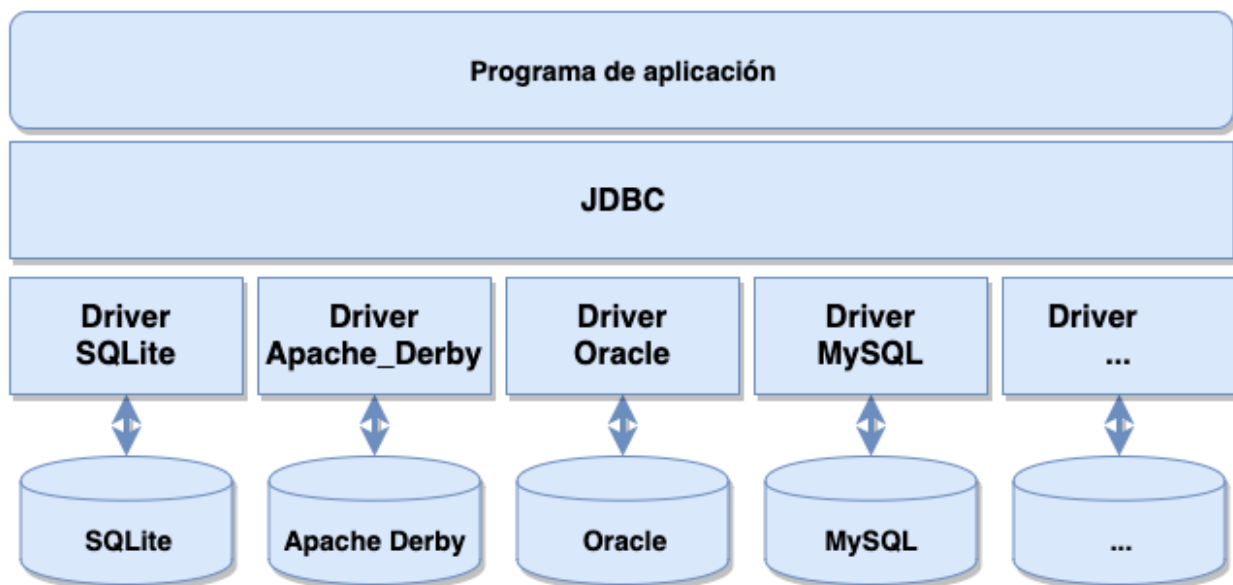 Programa de aplicación
JDBC
Driver
SQLite
Driver
Apache_Derby
Driver
Oracle
Driver
MySQL
Driver
...
SQLite
Apache Derby
Oracle
MySQL
...